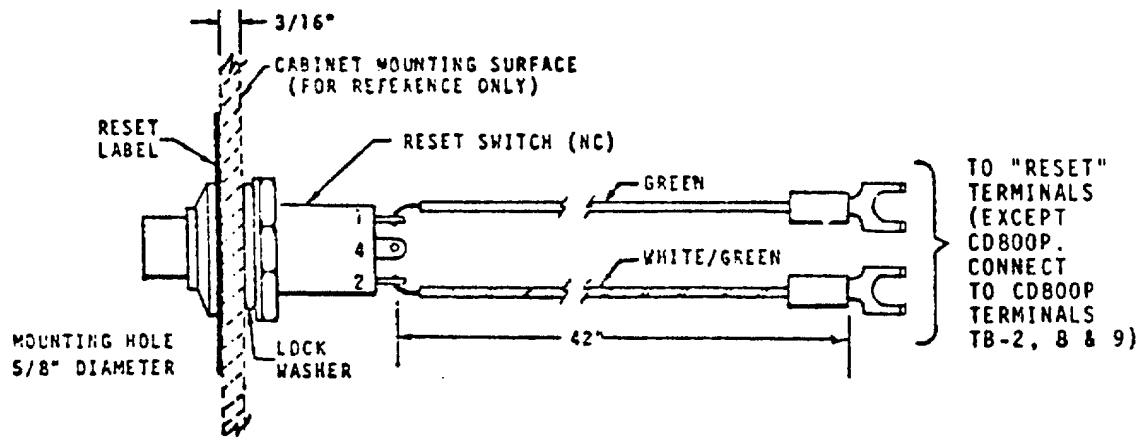 3/16"
CABINET MOUNTING SURFACE
(FOR REFERENCE ONLY)
RESET
LABEL
RESET SWITCH (NC)
1
4
2
GREEN
WHITE/GREEN
42"
TO "RESET"
TERMINALS
(EXCEPT
CD800P.
CONNECT
TO CD800P
TERMINALS
TB-2, 8 & 9)
MOUNTING HOLE
5/8" DIAMETER
LOCK
WASHER